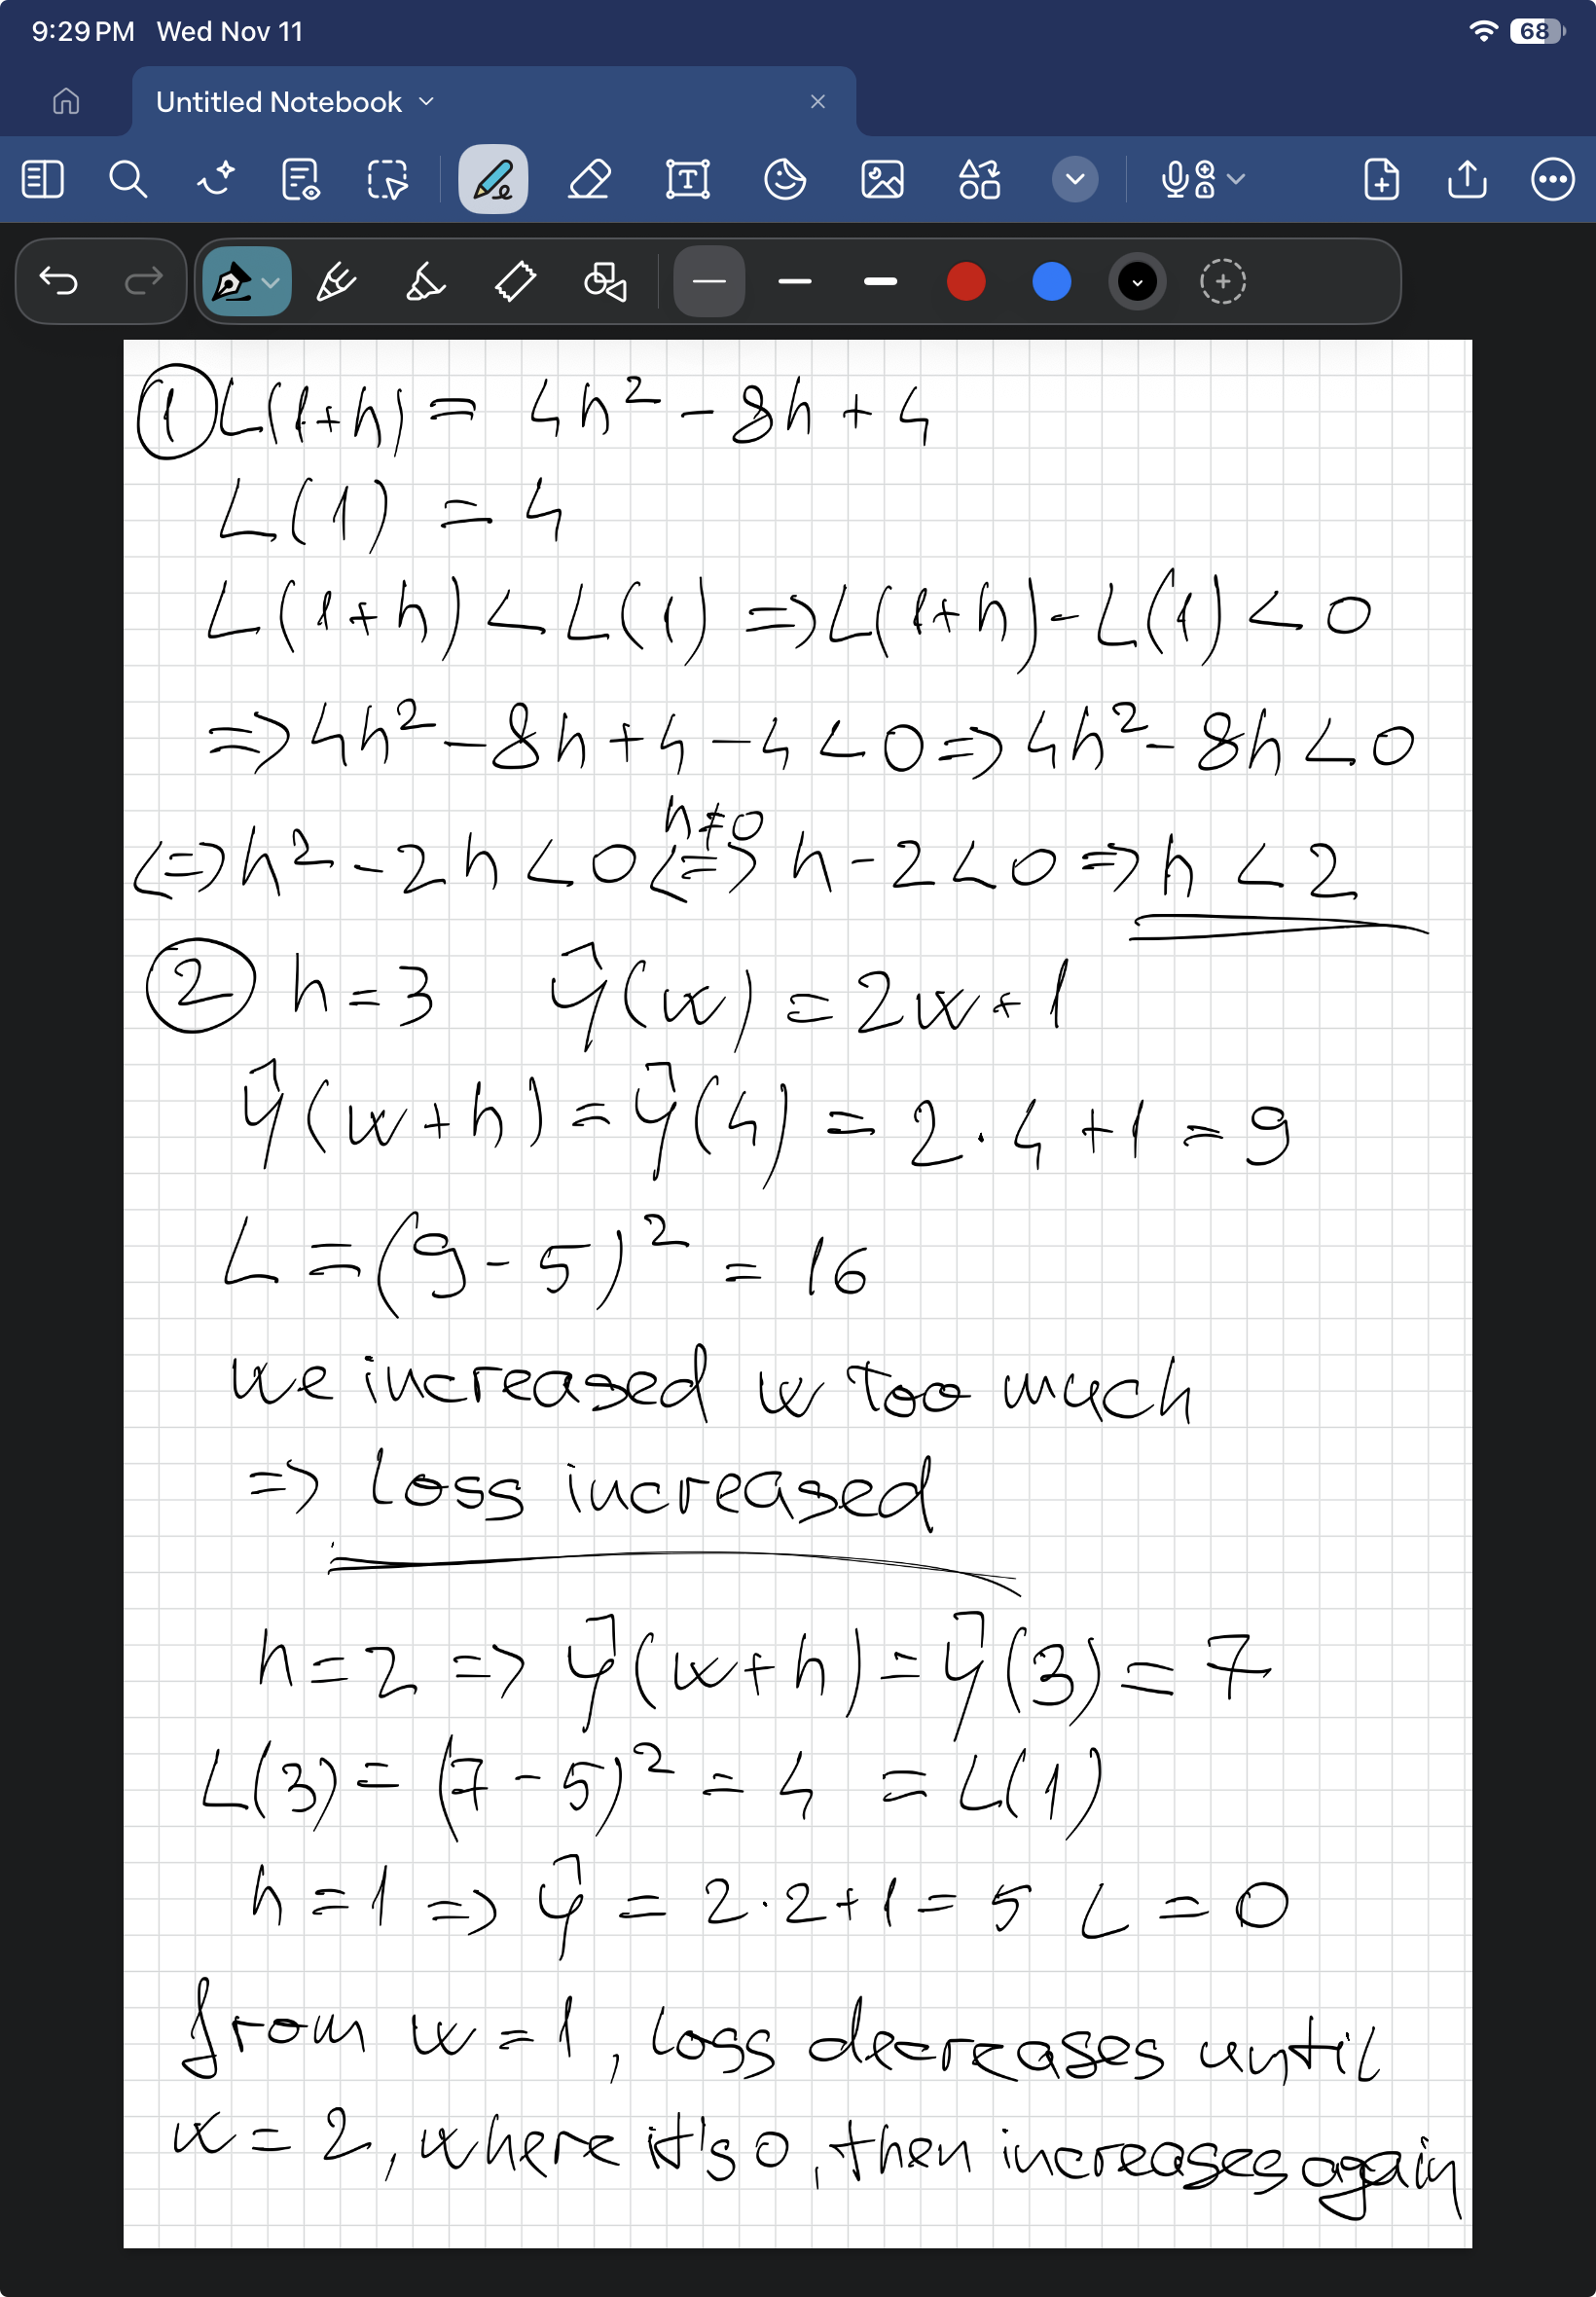 9:29 PM Wed Nov 11 68
Untitled Notebook
① L(1+h) = 4h² - 8h + 4
L(1) = 4
L(1+h) < L(1) => L(1+h) - L(1) < 0
=> 4h² - 8h + 4 - 4 < 0 => 4h² - 8h < 0
h≠0
<=> h² - 2h < 0 <=> h - 2 < 0 => h < 2
② h = 3 ŷ(w) = 2w + 1
ŷ(w+h) = ŷ(4) = 2·4 + 1 = 9
L = (9 - 5)² = 16
we increased w too much
=> loss increased
h = 2 => ŷ(w+h) = ŷ(3) = 7
L(3) = (7 - 5)² = 4 = L(1)
h = 1 => ŷ = 2·2 + 1 = 5 L = 0
from w = 1, loss decreases until
w = 2, where it's 0, then increases again